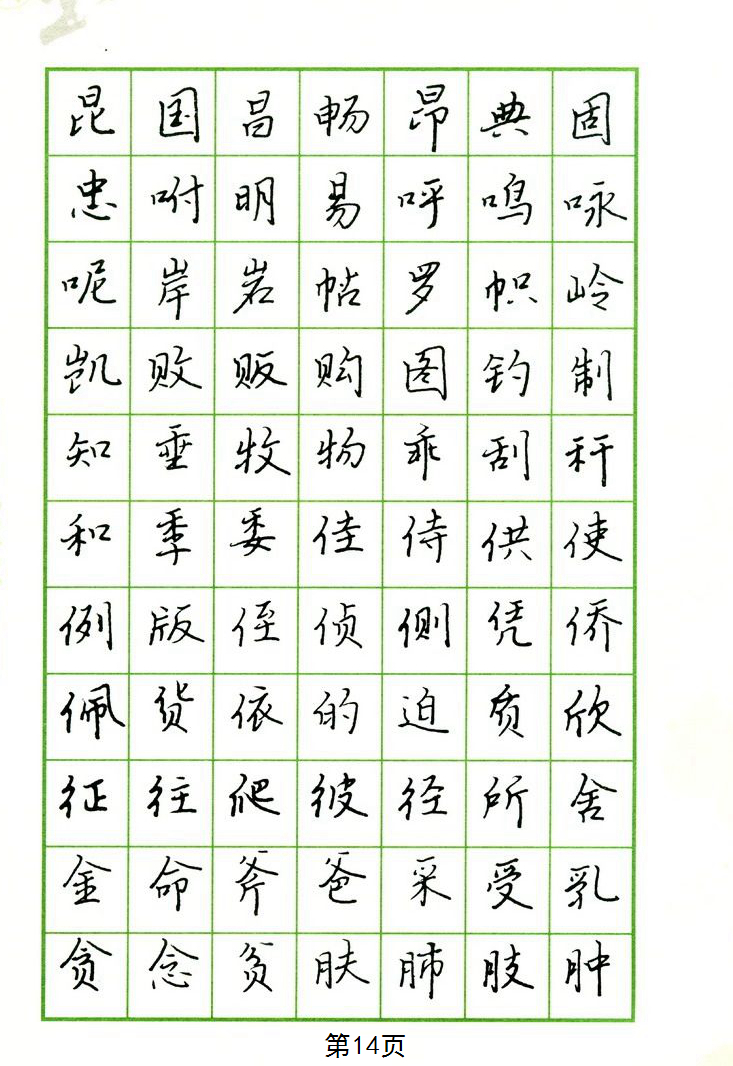 昆国昌畅昂典固
忠咐明易呼鸣咏
呢岸岩帖罗帜岭
凯败贩购图钓制
知垂牧物乖刮秆
和季委佳侍供使
例版侄侦侧凭侨
佩货依的迫质欣
征往爬彼径所舍
金命斧爸采受乳
贪念贫肤肺肢肿
第14页